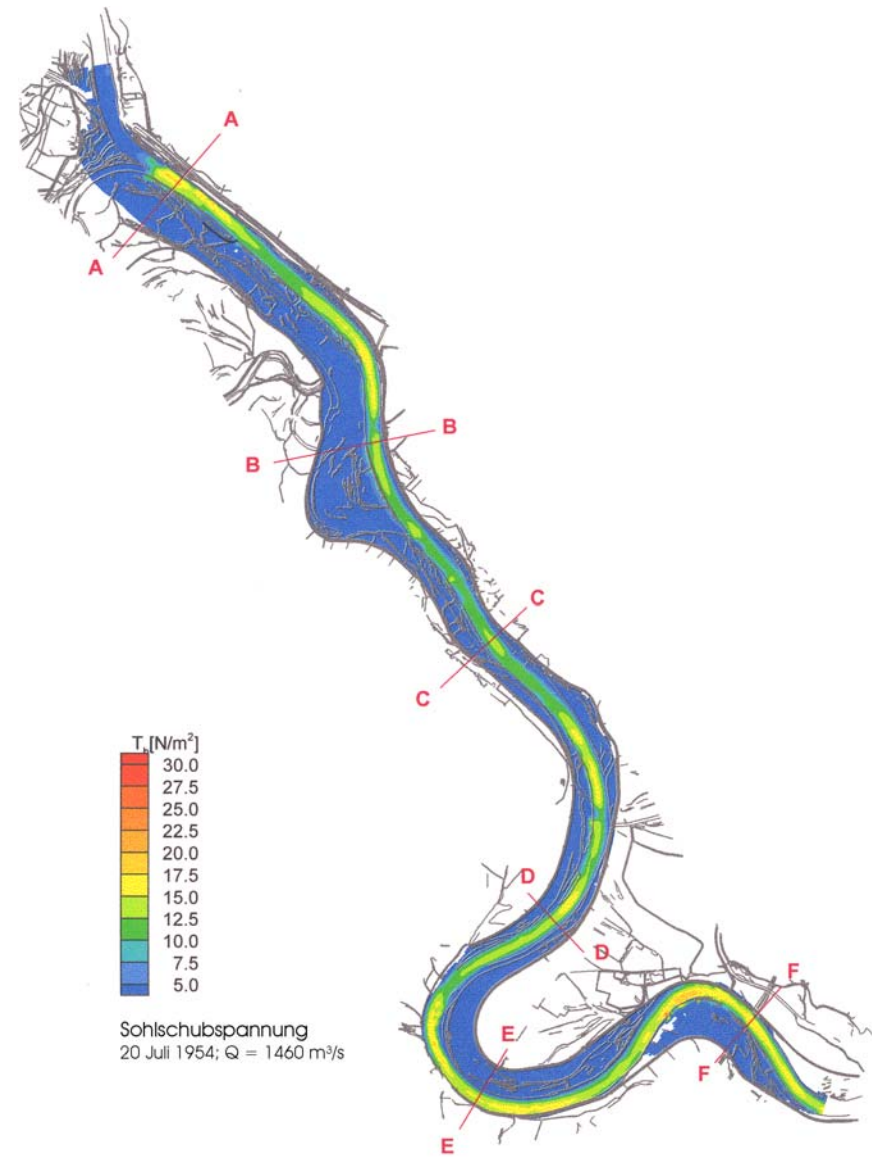 A
A
B
B
C
C
D
D
E
E
F
F
T_b [N/m²]
30.0
27.5
25.0
22.5
20.0
17.5
15.0
12.5
10.0
7.5
5.0
Sohlschubspannung
20 Juli 1954; Q = 1460 m³/s